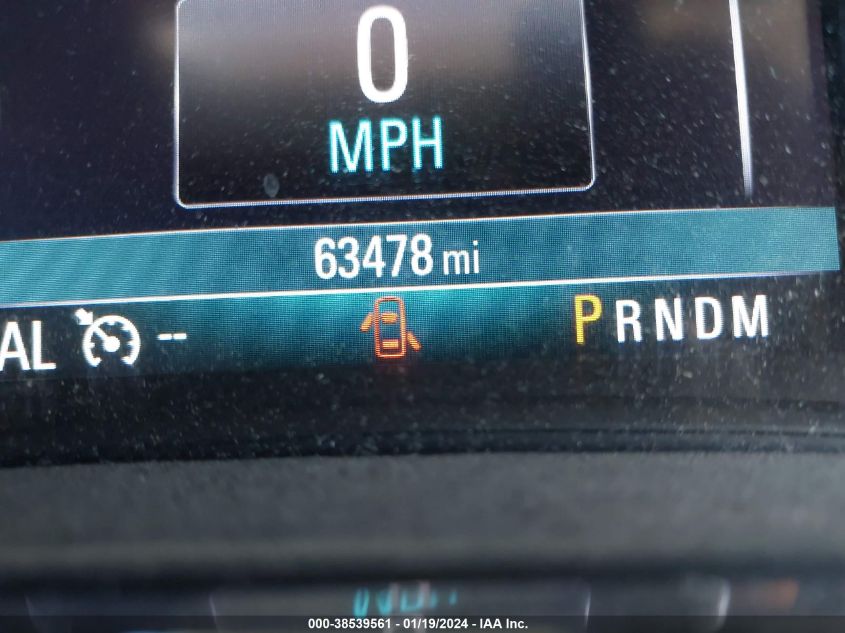 0
MPH
63478 mi
AL -- P R N D M
000-38539561 - 01/19/2024 - IAA Inc.